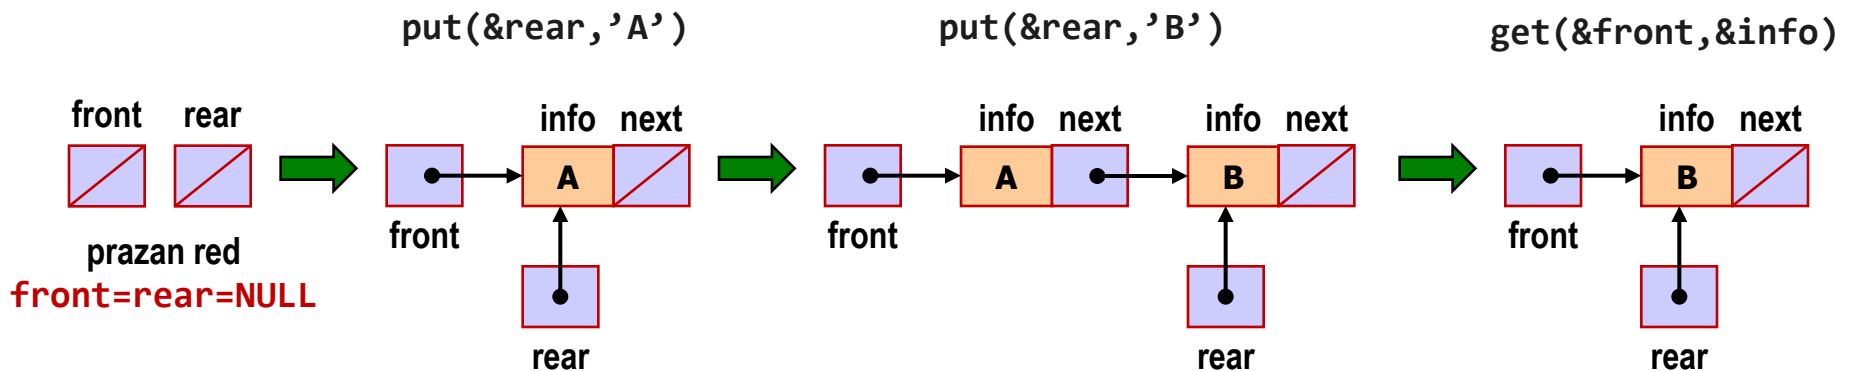 put(&rear,’A’)
put(&rear,’B’)
get(&front,&info)
front rear
info next
info next
info next
info next
A
A
B
B
front
front
front
prazan red
front=rear=NULL
rear
rear
rear